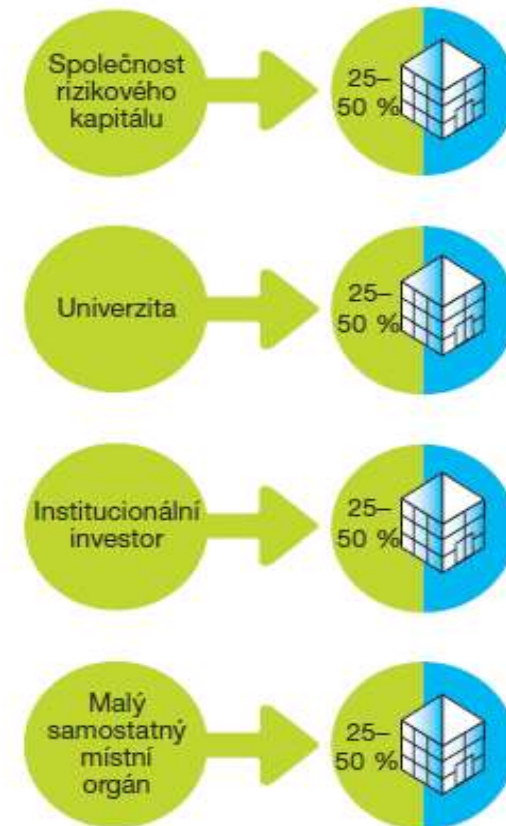 Společnost
rizikového
kapitálu
25–
50 %
Univerzita
25–
50 %
Institucionální
investor
25–
50 %
Malý
samostatný
místní
orgán
25–
50 %